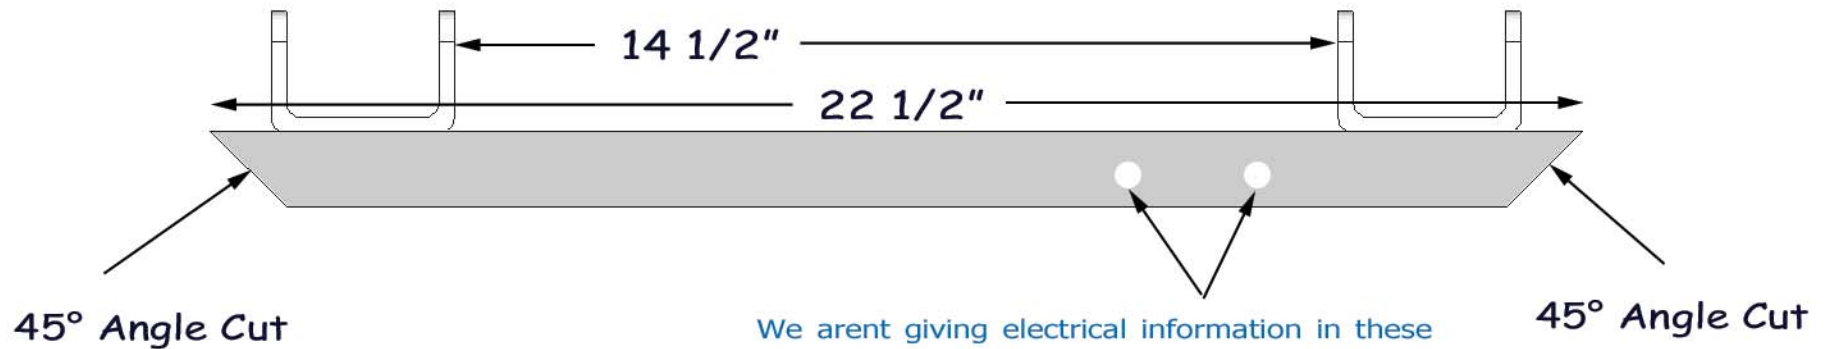 14 1/2"
22 1/2"
45° Angle Cut
We arent giving electrical information in these
45° Angle Cut